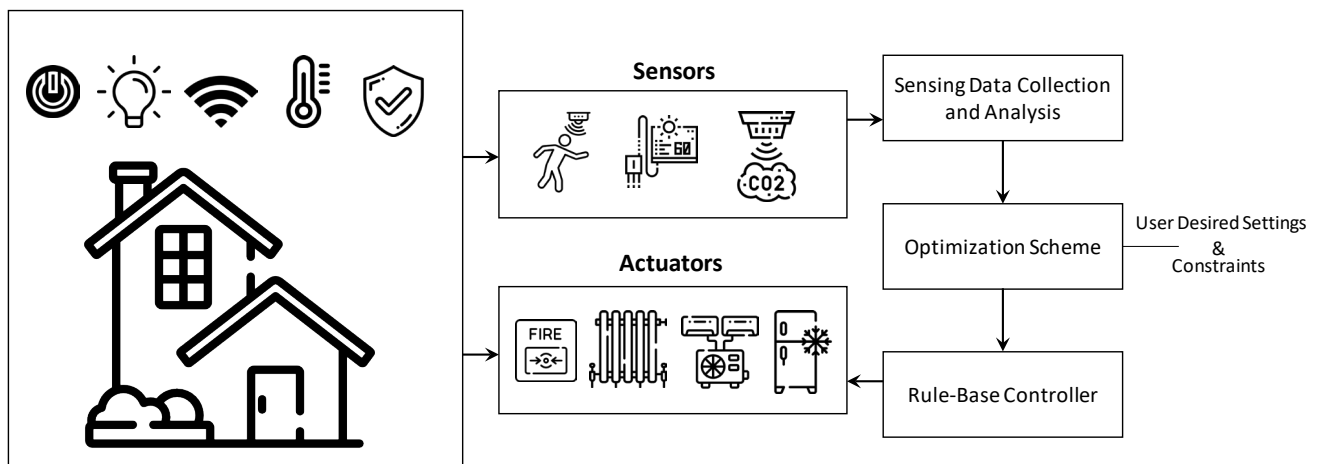 Sensors
60
CO2
Sensing Data Collection
and Analysis
Optimization Scheme
User Desired Settings
&
Constraints
Actuators
FIRE
Rule-Base Controller